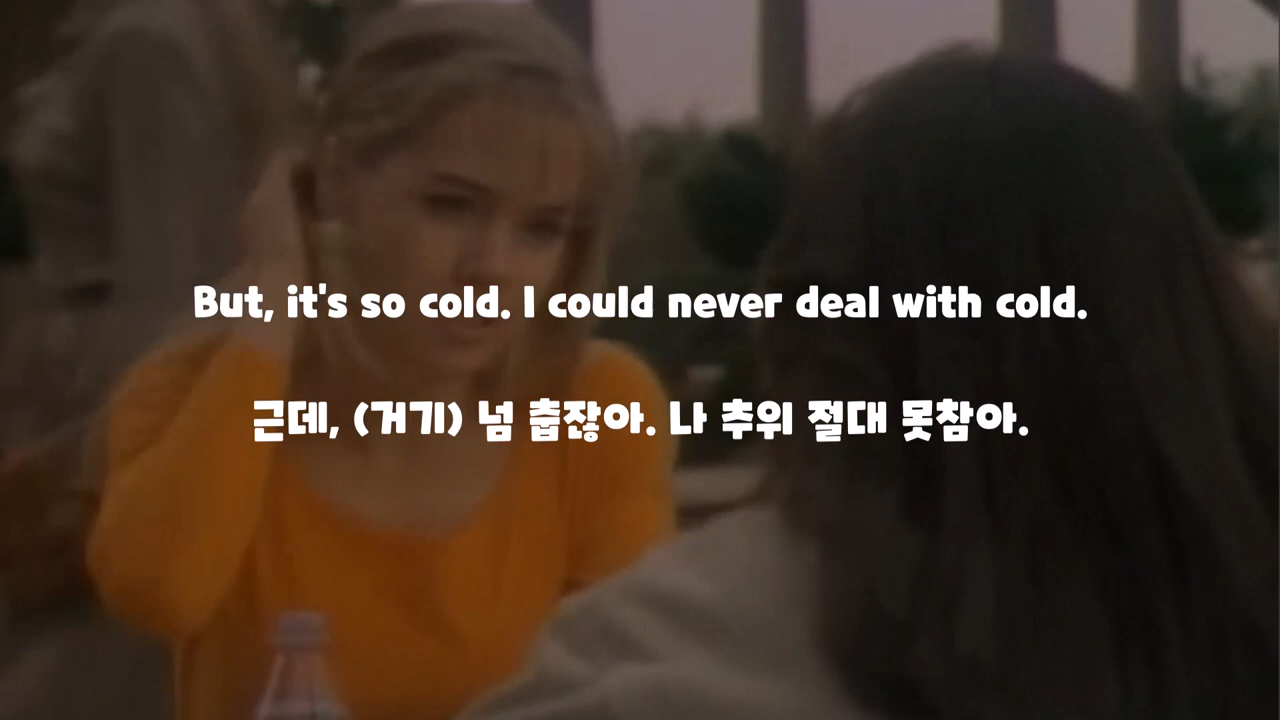 But, it's so cold. I could never deal with cold.
근데, (거기) 넘 춥잖아. 나 추위 절대 못참아.